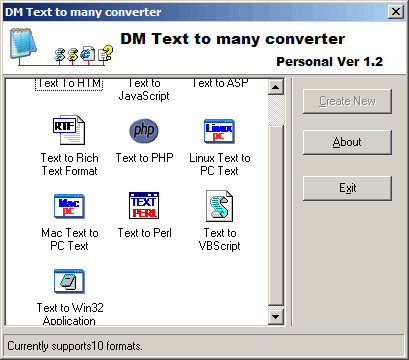 DM Text to many converter
DM Text to many converter
Personal Ver 1.2
Text To HTM
Text to
JavaScript
Text to ASP
Create New
About
Exit
RTF
Text to Rich
Text Format
php
Text to PHP
Linux
pc
Linux Text to
PC Text
Mac
pc
Mac Text to
PC Text
TEXT
PERL
Text to Perl
Text to
VBScript
Text to Win32
Application
Currently supports10 formats.